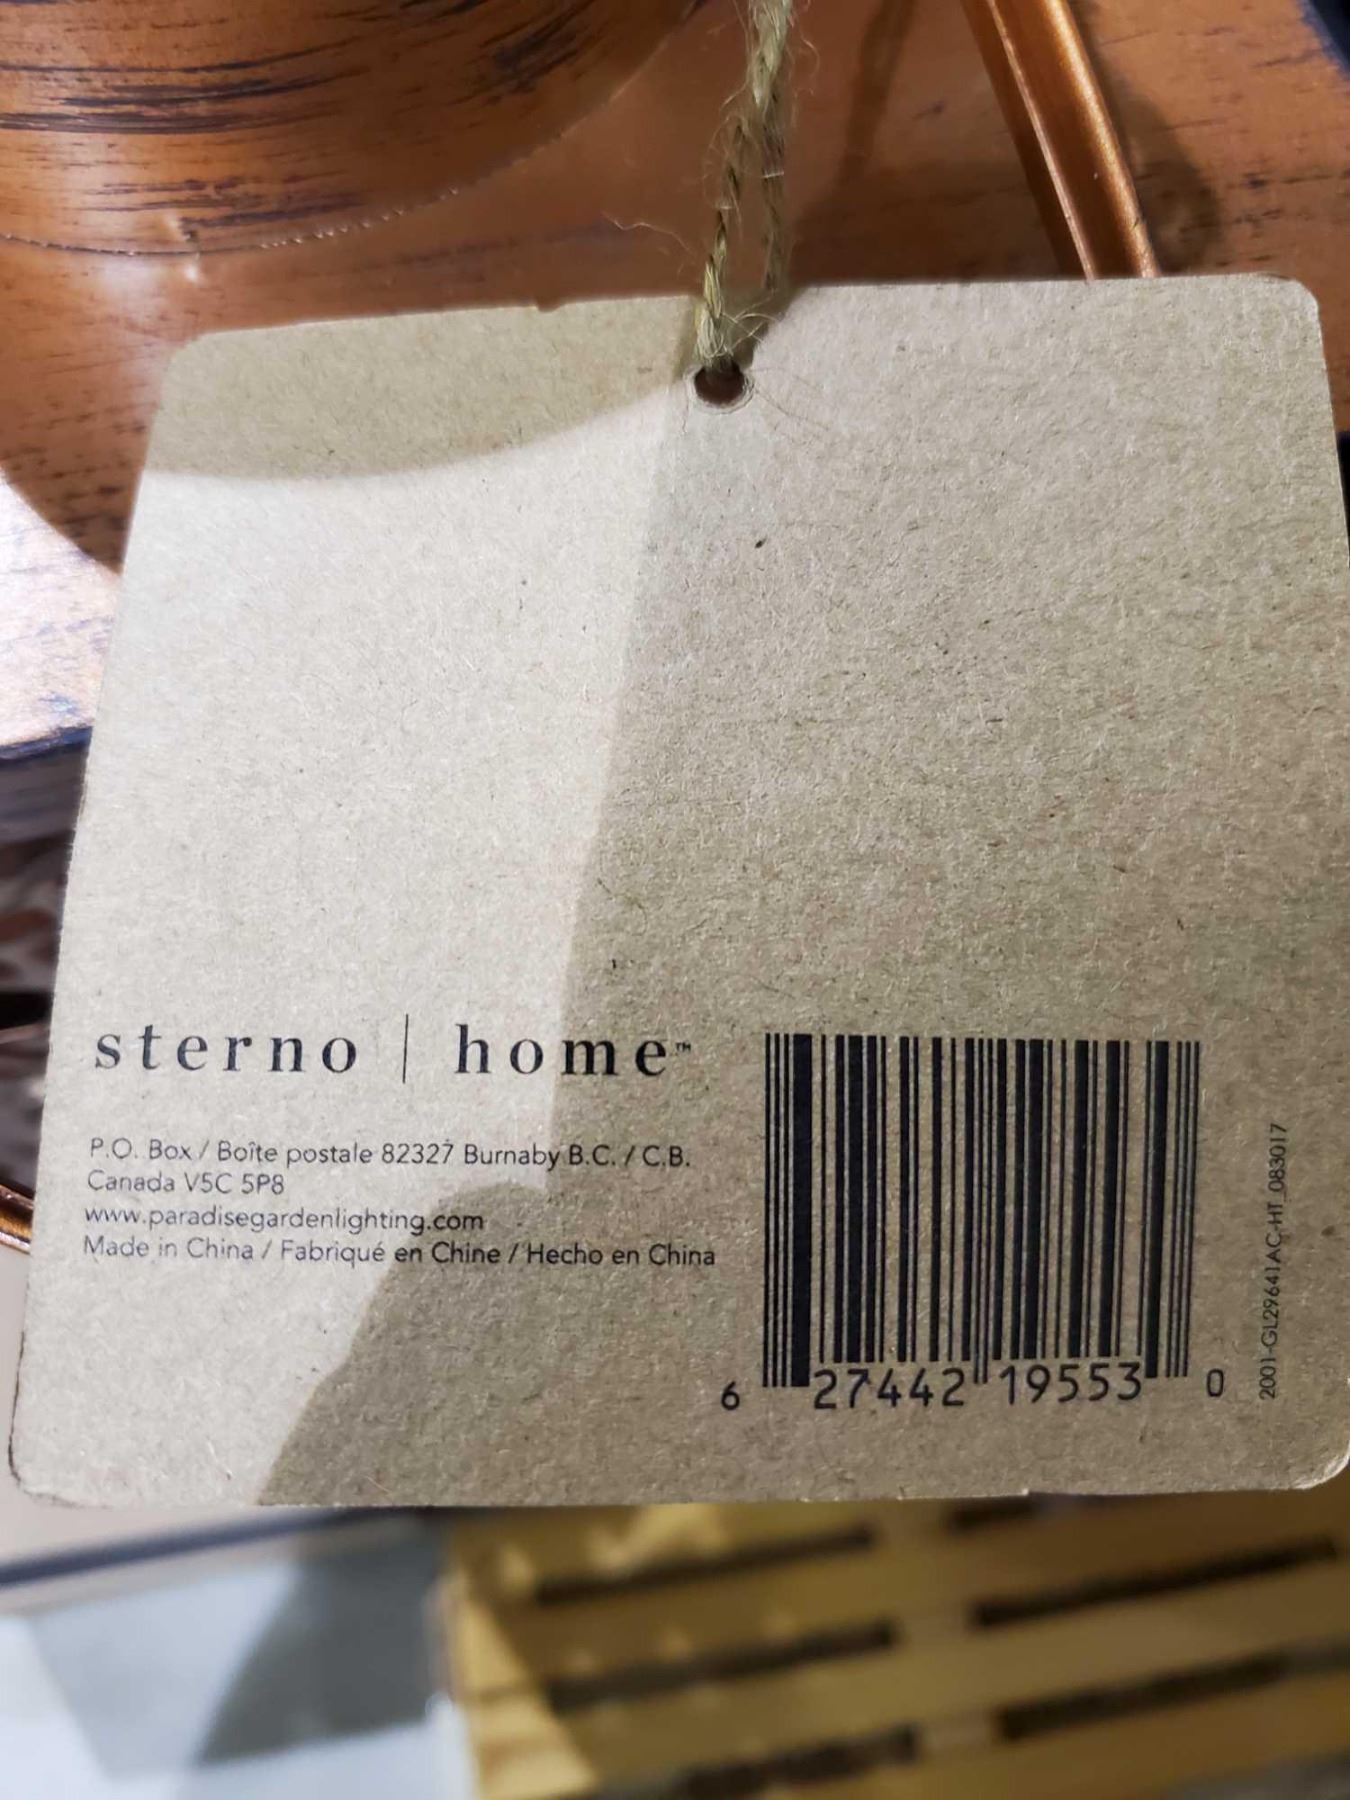 sterno | home™
P.O. Box / Boîte postale 82327 Burnaby B.C. / C.B.
Canada V5C 5P8
www.paradisegardenlighting.com
Made in China / Fabriqué en Chine / Hecho en China
6 27442 19553 0
2001-GL29641AC-HT_083017